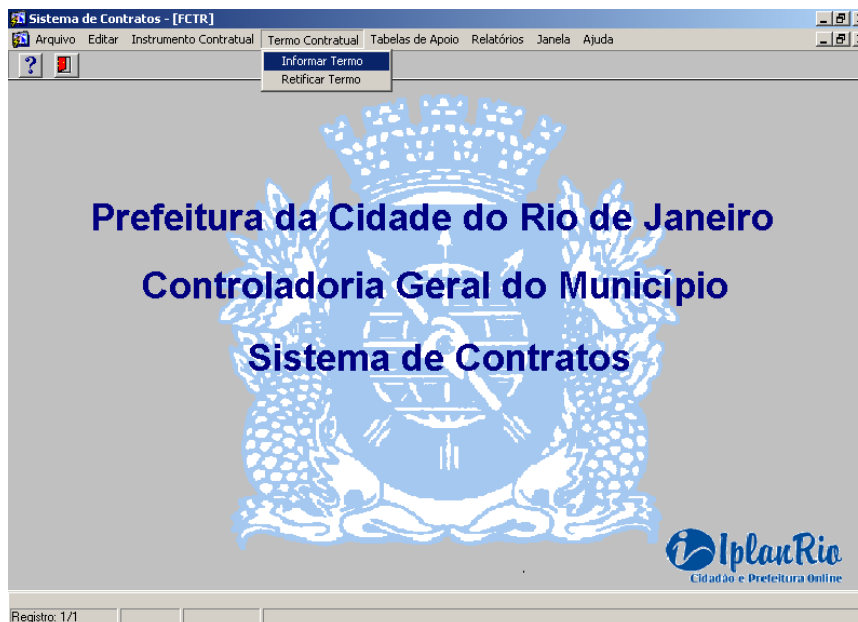 Sistema de Contratos - [FCTR]
Arquivo Editar Instrumento Contratual Termo Contratual Tabelas de Apoio Relatórios Janela Ajuda
Informar Termo
Retificar Termo
Prefeitura da Cidade do Rio de Janeiro
Controladoria Geral do Município
Sistema de Contratos
IplanRio
Cidadão e Prefeitura Online
Registro: 1/1